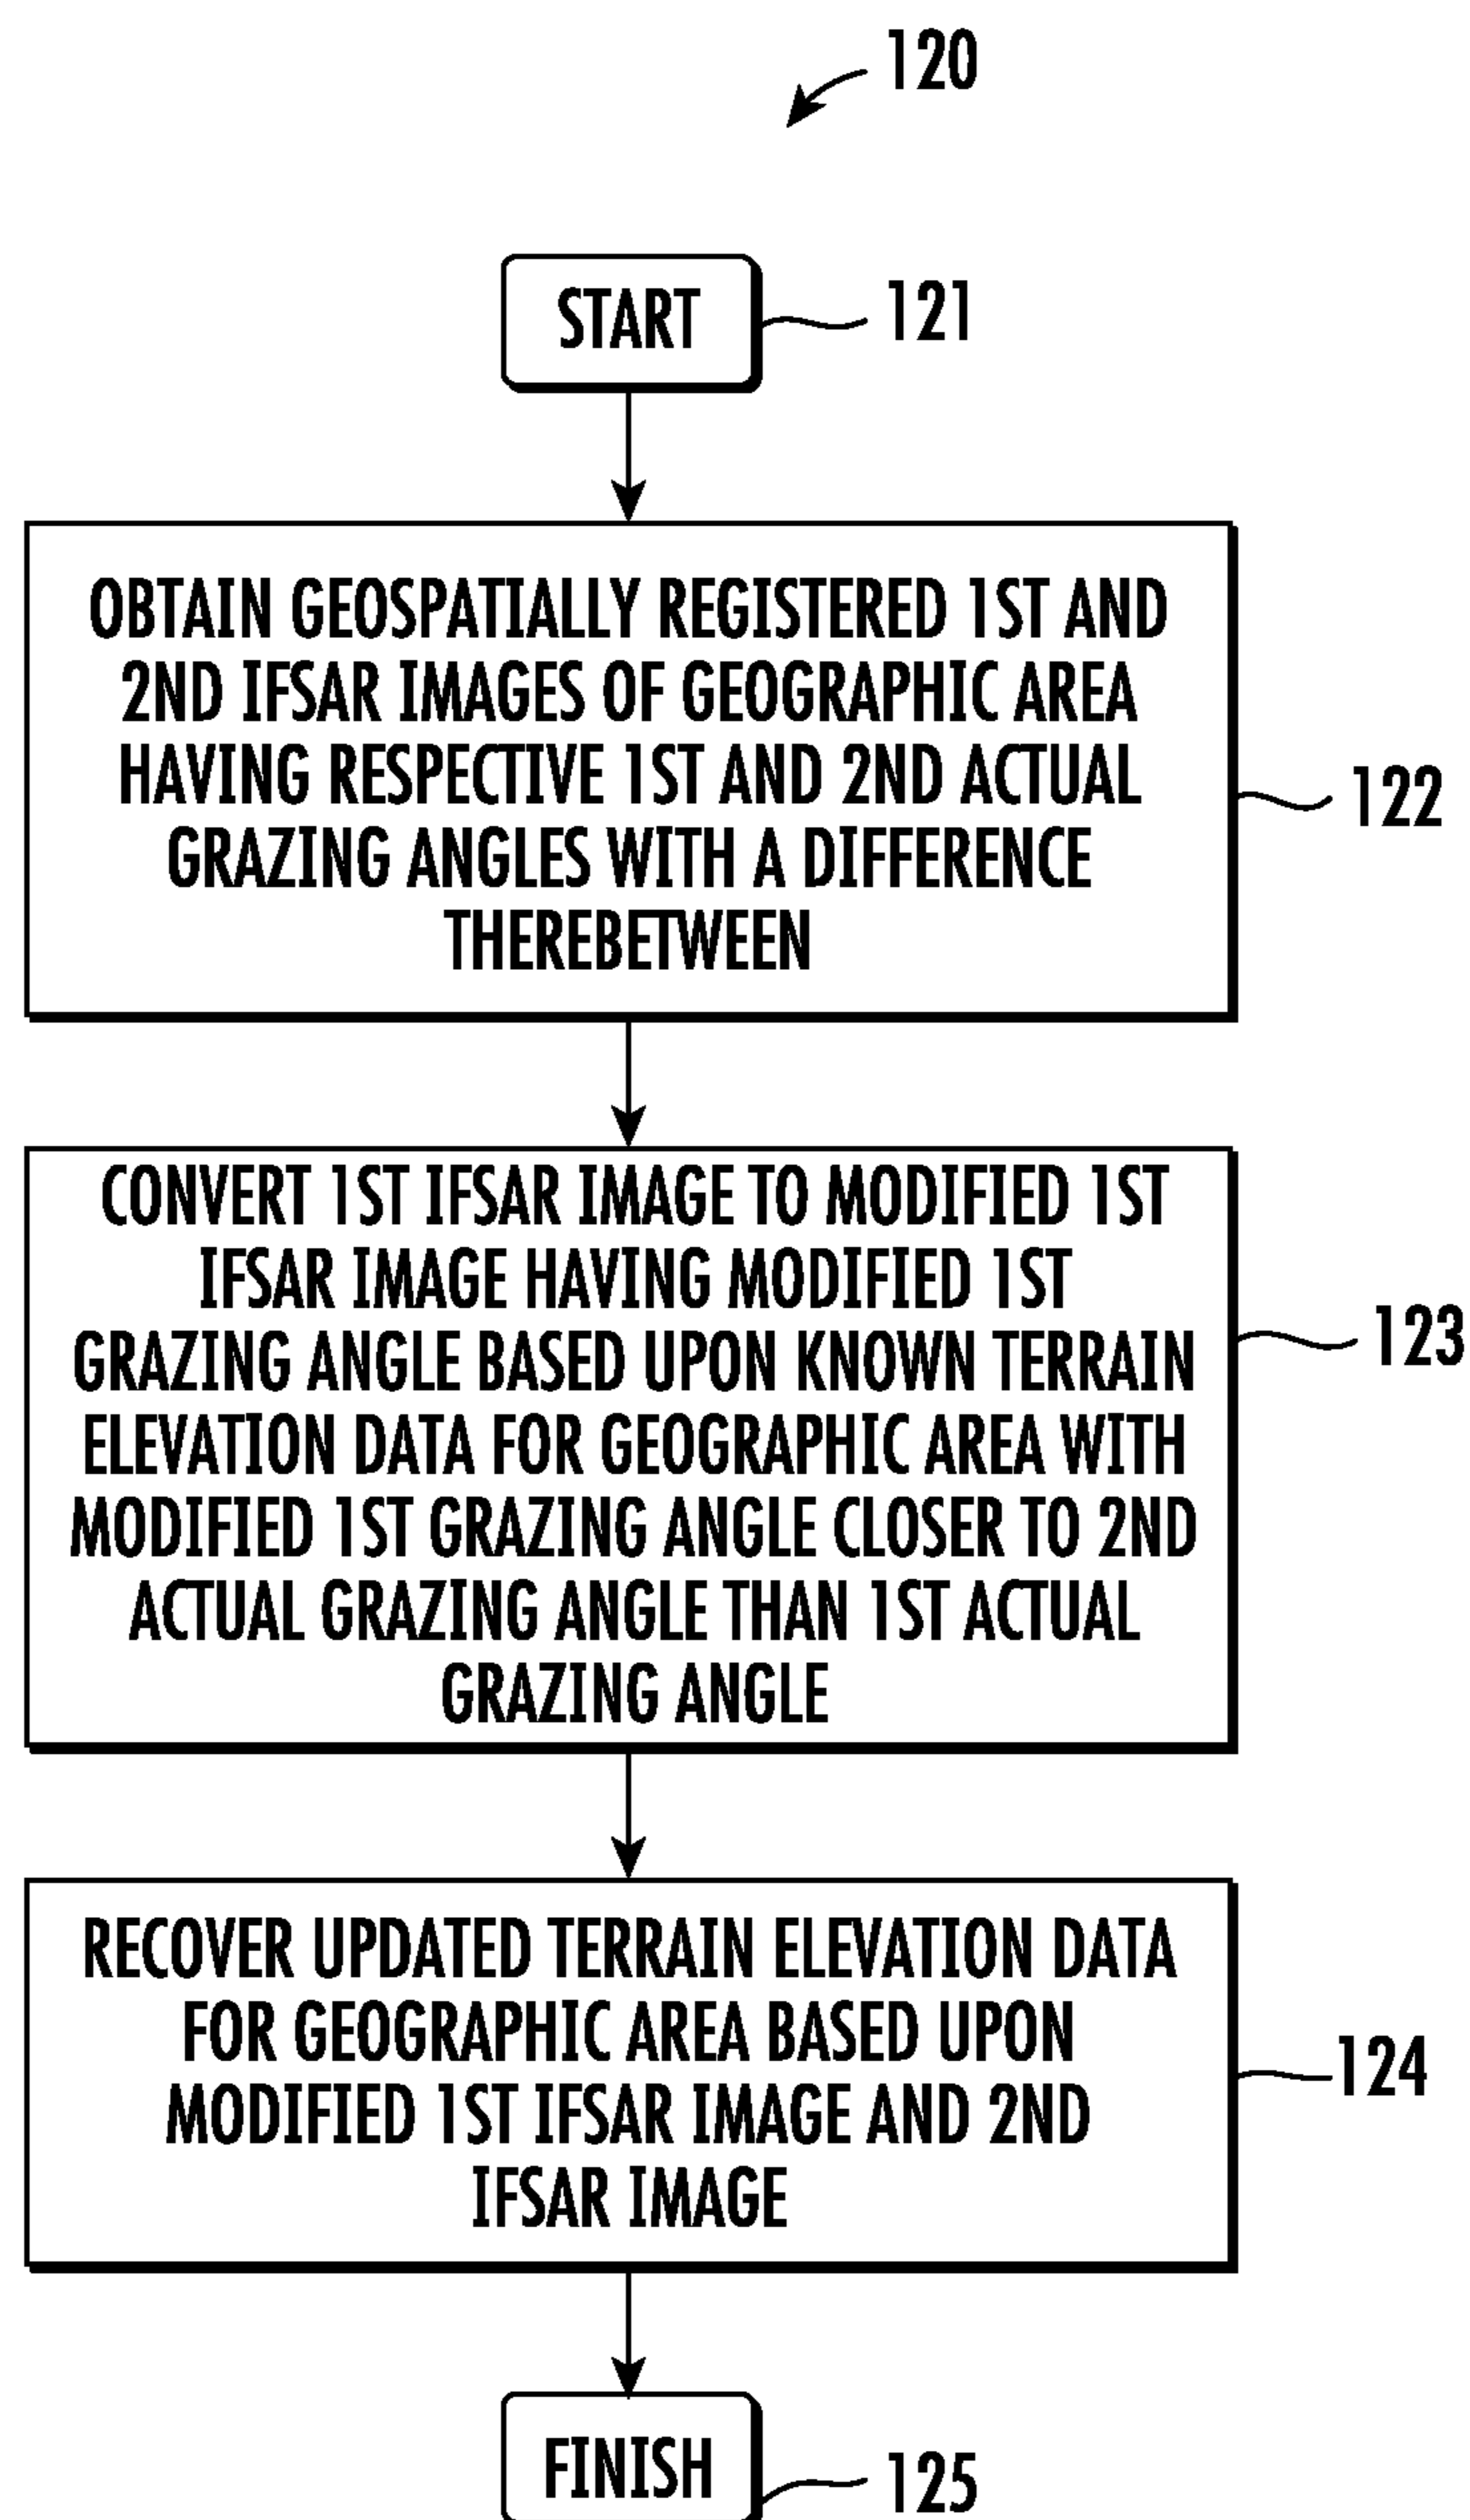 120
START
121
OBTAIN GEOSPATIALLY REGISTERED 1ST AND
2ND IFSAR IMAGES OF GEOGRAPHIC AREA
HAVING RESPECTIVE 1ST AND 2ND ACTUAL
GRAZING ANGLES WITH A DIFFERENCE
THEREBETWEEN
122
CONVERT 1ST IFSAR IMAGE TO MODIFIED 1ST
IFSAR IMAGE HAVING MODIFIED 1ST
GRAZING ANGLE BASED UPON KNOWN TERRAIN
ELEVATION DATA FOR GEOGRAPHIC AREA WITH
MODIFIED 1ST GRAZING ANGLE CLOSER TO 2ND
ACTUAL GRAZING ANGLE THAN 1ST ACTUAL
GRAZING ANGLE
123
RECOVER UPDATED TERRAIN ELEVATION DATA
FOR GEOGRAPHIC AREA BASED UPON
MODIFIED 1ST IFSAR IMAGE AND 2ND
IFSAR IMAGE
124
FINISH
125